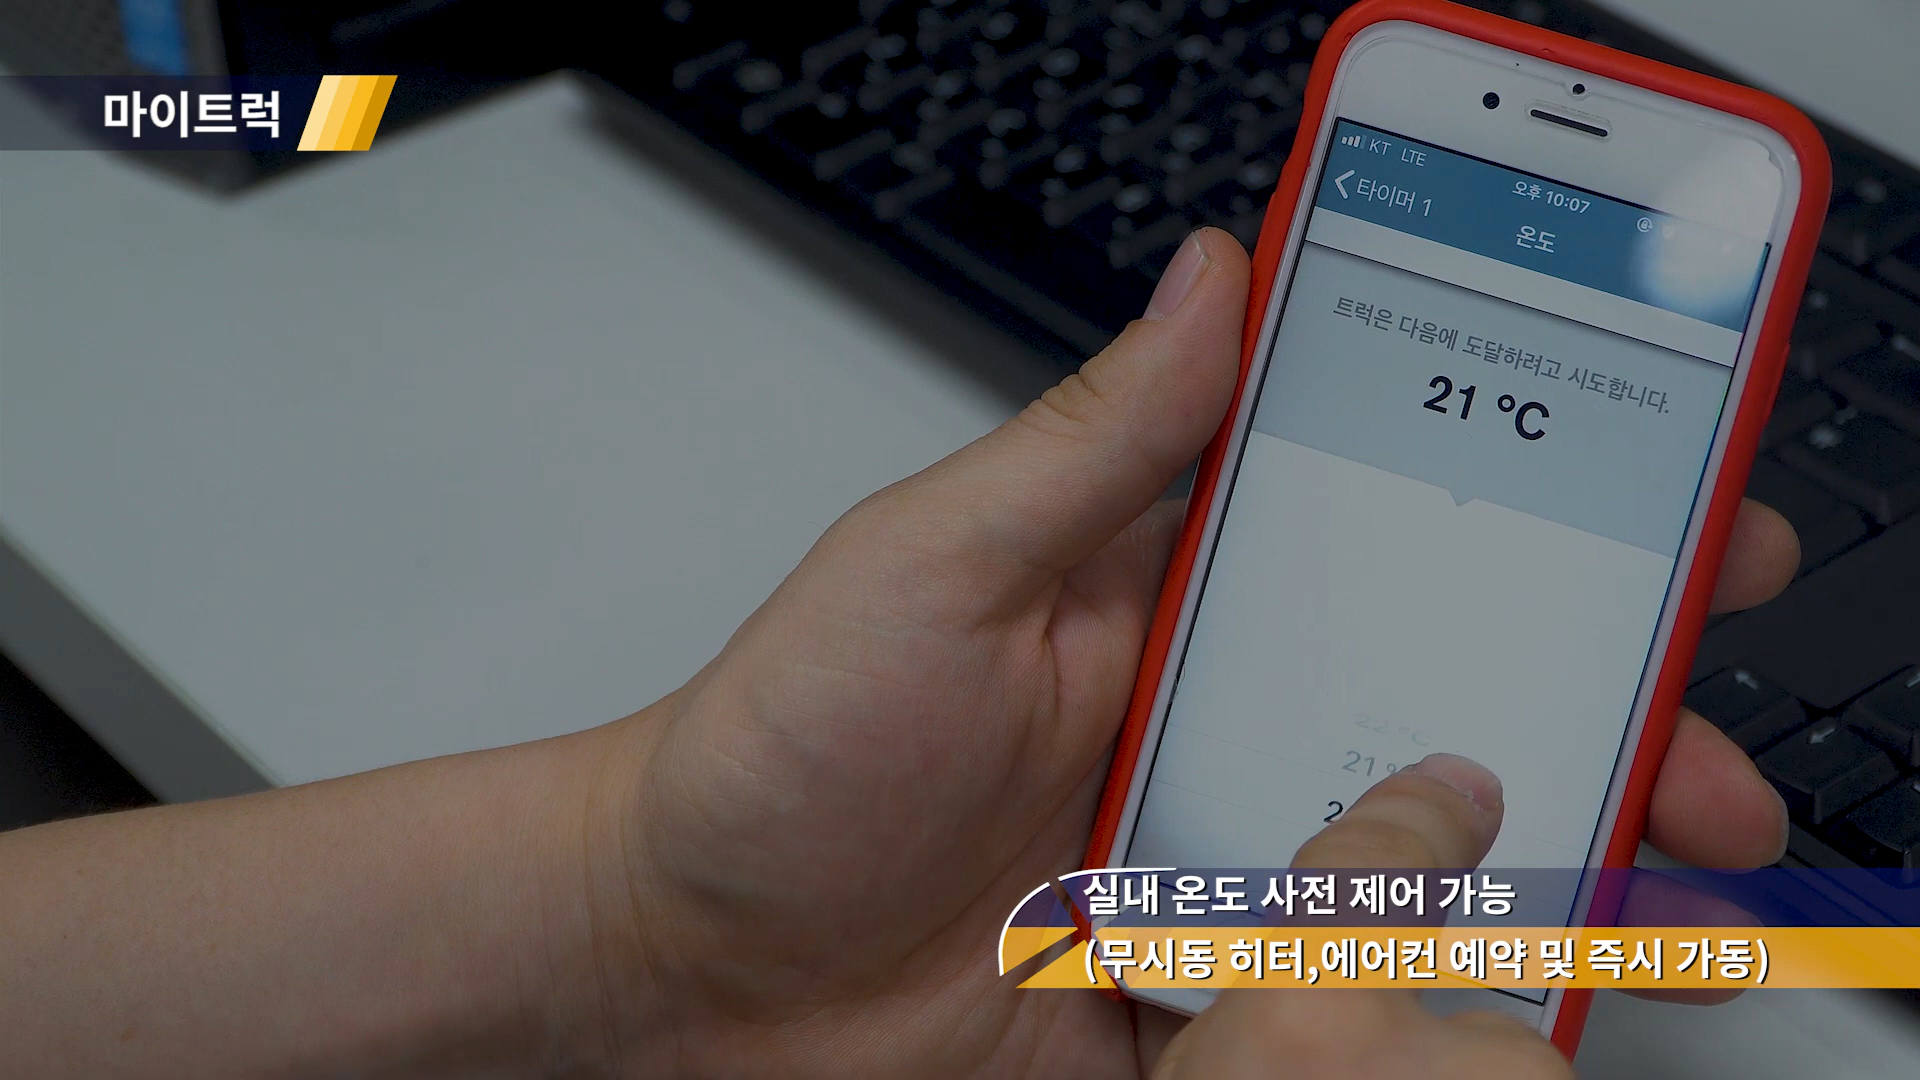 마이트럭
KT LTE
오후 10:07
타이머 1
온도
트럭은 다음에 도달하려고 시도합니다.
21 °C
22 °C
21 °C
실내 온도 사전 제어 가능
(무시동 히터,에어컨 예약 및 즉시 가동)